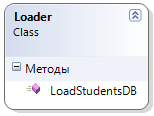 Loader
Class
Методы
LoadStudentsDB